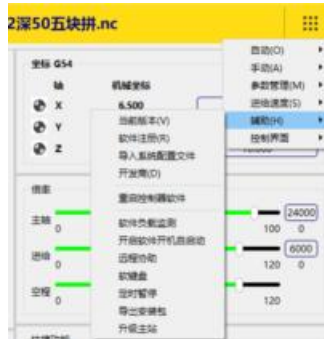 2深50五块拼.nc
自动(O)
手动(A)
参数管理(M)
进给速度(S)
辅助(H)
控制界面
坐标 G54
轴 机械坐标
X 6.500
Y
Z
当前版本(V)
软件注册(R)
导入系统配置文件
开发商(D)
重启控制器软件
软件负载监测
开启软件开机自启动
远程协助
软键盘
定时暂停
导出安装包
升级主站
倍率
主轴 0 100 0 24000
进给 0 120 0 6000
空程 0 120